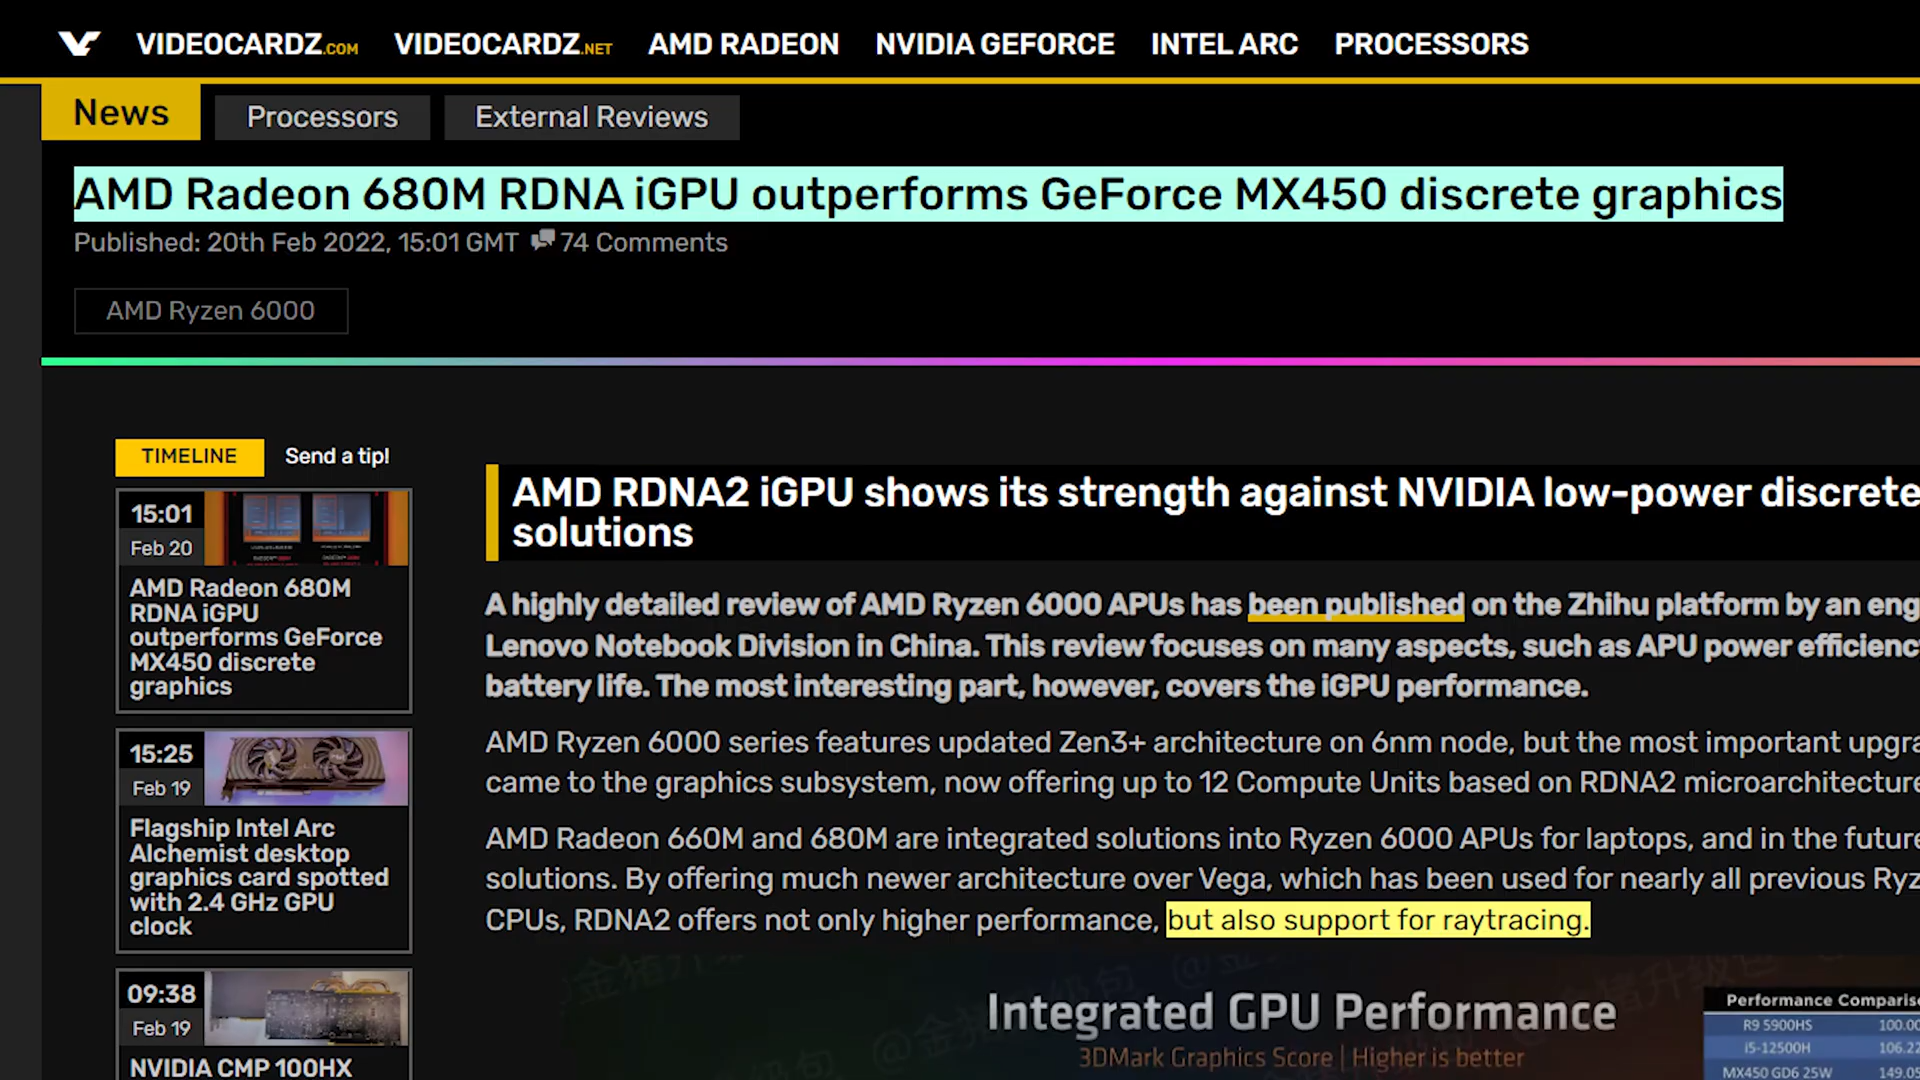 VIDEOCARDZ.COM VIDEOCARDZ.NET AMD RADEON NVIDIA GEFORCE INTEL ARC PROCESSORS
News Processors External Reviews
AMD Radeon 680M RDNA iGPU outperforms GeForce MX450 discrete graphics
Published: 20th Feb 2022, 15:01 GMT 74 Comments
AMD Ryzen 6000
TIMELINE Send a tip!
15:01
Feb 20
AMD Radeon 680M
RDNA iGPU
outperforms GeForce
MX450 discrete
graphics
15:25
Feb 19
Flagship Intel Arc
Alchemist desktop
graphics card spotted
with 2.4 GHz GPU
clock
09:38
Feb 19
NVIDIA CMP 100HX
AMD RDNA2 iGPU shows its strength against NVIDIA low-power discrete
solutions
A highly detailed review of AMD Ryzen 6000 APUs has been published on the Zhihu platform by an eng
Lenovo Notebook Division in China. This review focuses on many aspects, such as APU power efficienc
battery life. The most interesting part, however, covers the iGPU performance.
AMD Ryzen 6000 series features updated Zen3+ architecture on 6nm node, but the most important upgra
came to the graphics subsystem, now offering up to 12 Compute Units based on RDNA2 microarchitecture
AMD Radeon 660M and 680M are integrated solutions into Ryzen 6000 APUs for laptops, and in the future
solutions. By offering much newer architecture over Vega, which has been used for nearly all previous Ryz
CPUs, RDNA2 offers not only higher performance, but also support for raytracing.
Integrated GPU Performance
3DMark Graphics Score | Higher is better
Performance Comparis
R9 5900HS 100.00
i5-12500H 106.22
MX450 GD6 25W 149.05